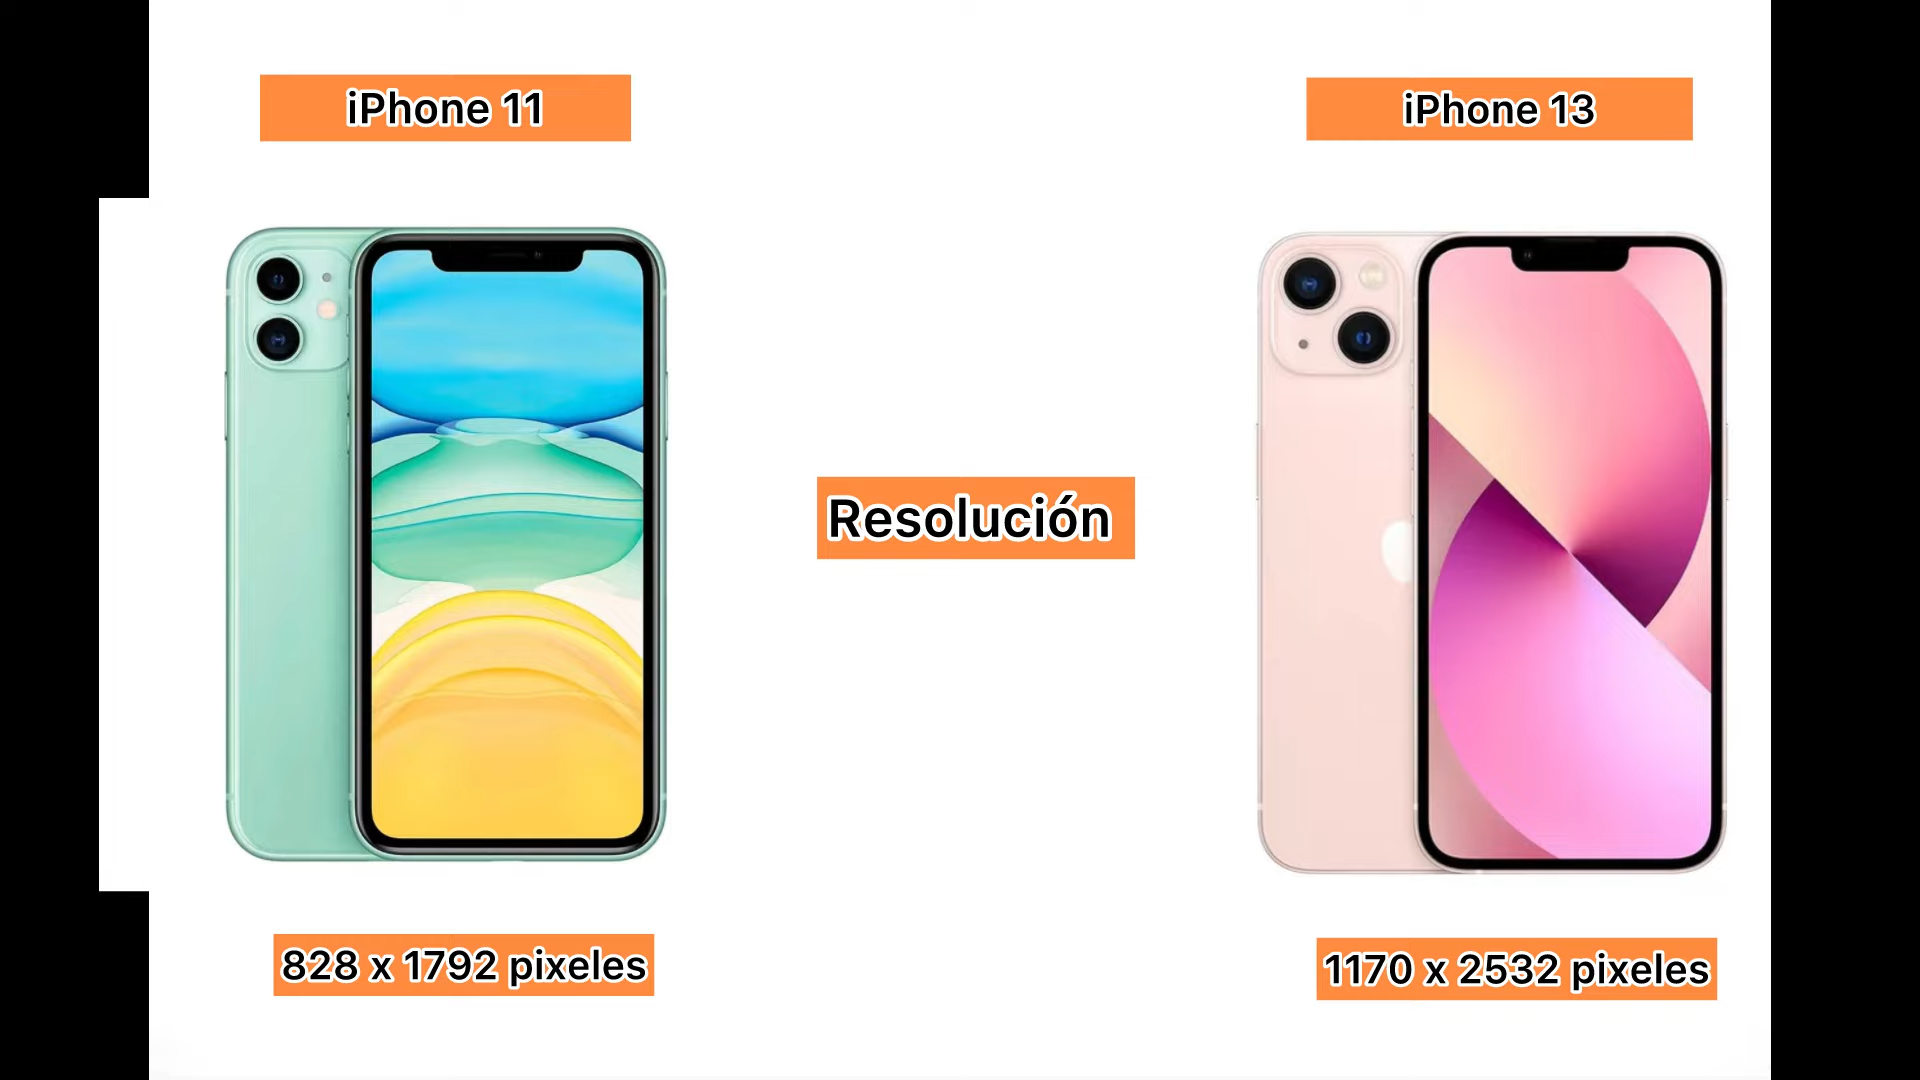 iPhone 11
iPhone 13
Resolución
828 x 1792 pixeles
1170 x 2532 pixeles